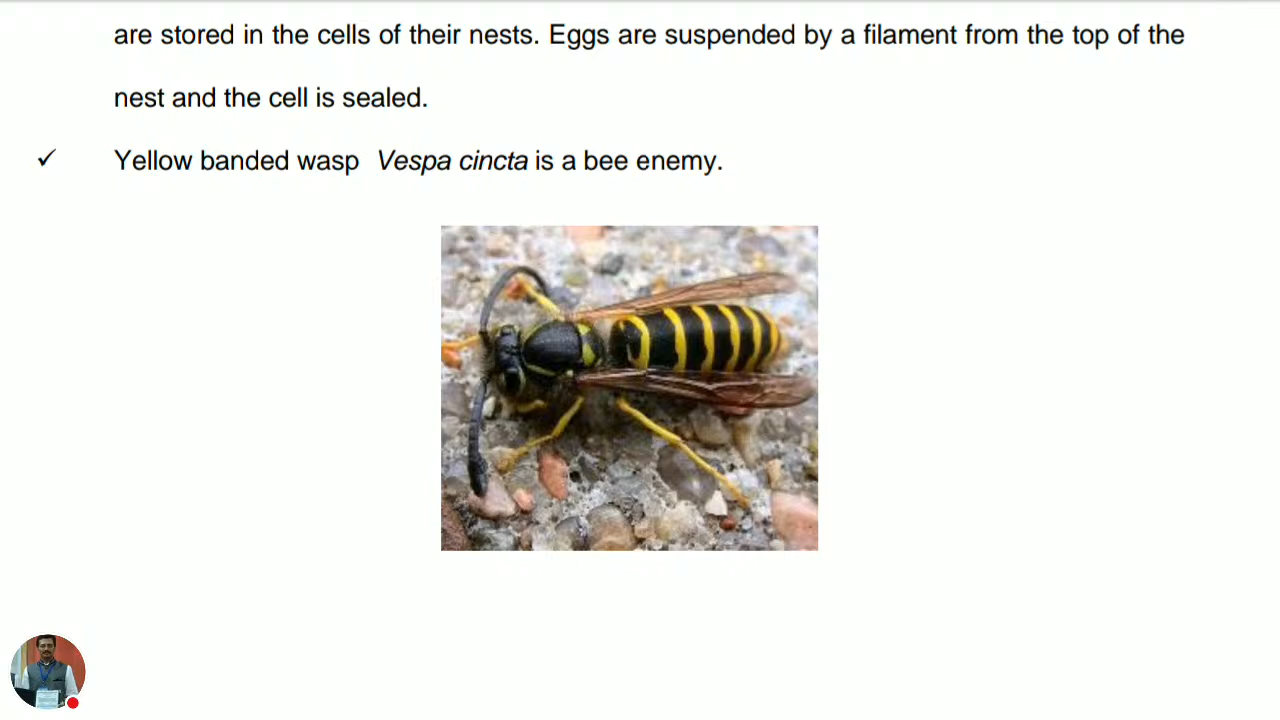 are stored in the cells of their nests. Eggs are suspended by a filament from the top of the
nest and the cell is sealed.
✓ Yellow banded wasp Vespa cincta is a bee enemy.